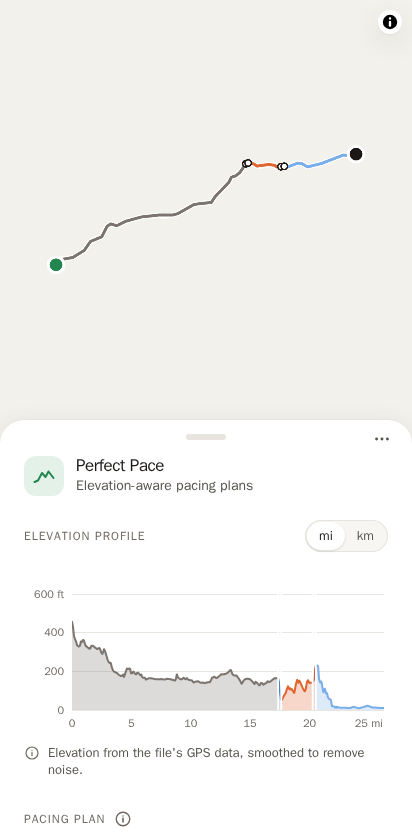 Perfect Pace
Elevation-aware pacing plans
ELEVATION PROFILE
mi km
600 ft
400
200
0
0 5 10 15 20 25 mi
Elevation from the file's GPS data, smoothed to remove
noise.
PACING PLAN